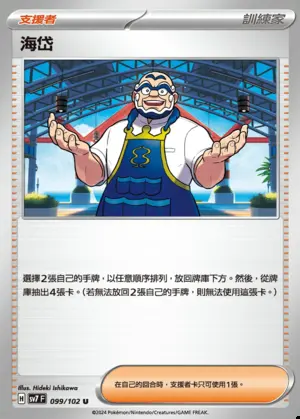 支援者
訓練家
海岱
選擇2張自己的手牌，以任意順序排列，放回牌庫下方。然後，從牌
庫抽出4張卡。（若無法放回2張自己的手牌，則無法使用這張卡。）
Illus. Hideki Ishikawa
H SV7 F 099/102 U
在自己的回合時，支援者卡只可使用1張。
©2024 Pokémon/Nintendo/Creatures/GAME FREAK.